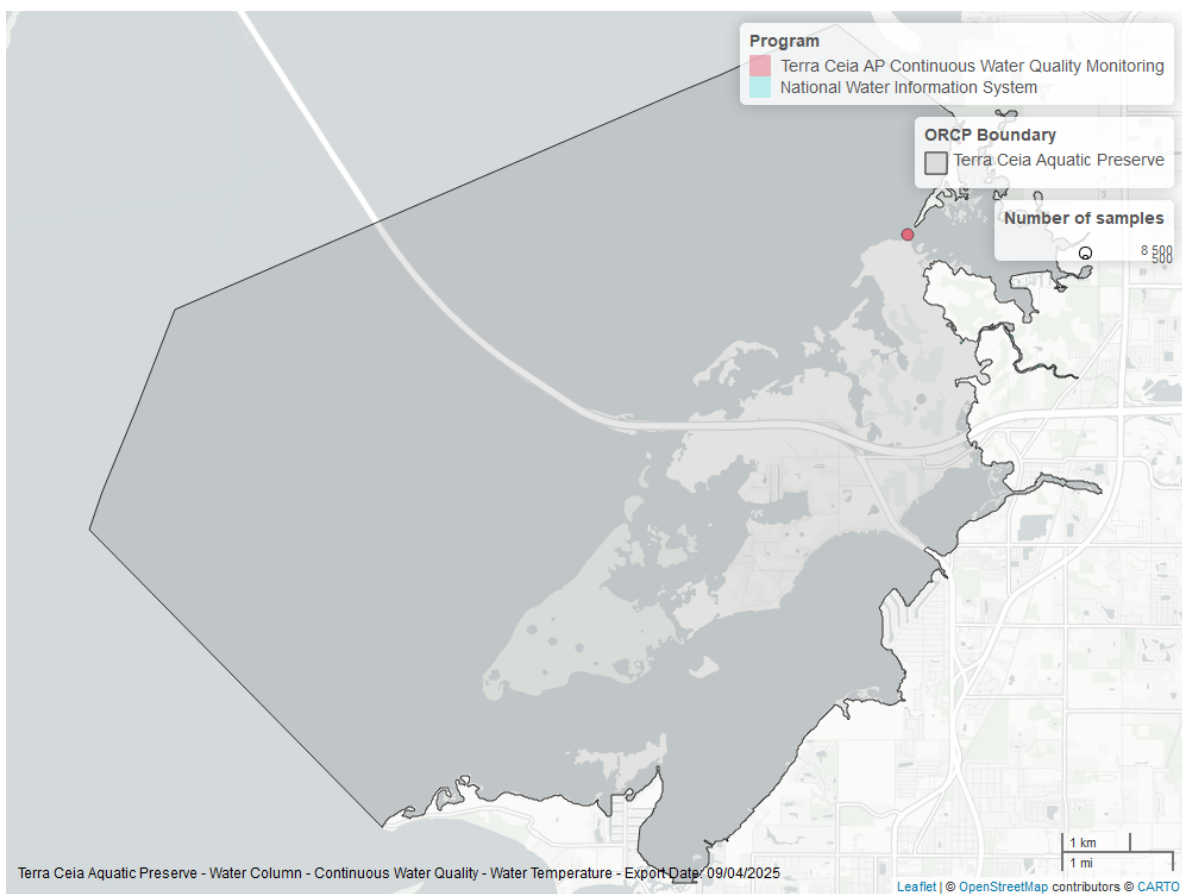 Program
Terra Ceia AP Continuous Water Quality Monitoring
National Water Information System
ORCP Boundary
Terra Ceia Aquatic Preserve
Number of samples
8 500
500
1 km
1 mi
Terra Ceia Aquatic Preserve - Water Column - Continuous Water Quality - Water Temperature - Export Date: 09/04/2025
Leaflet | © OpenStreetMap contributors © CARTO